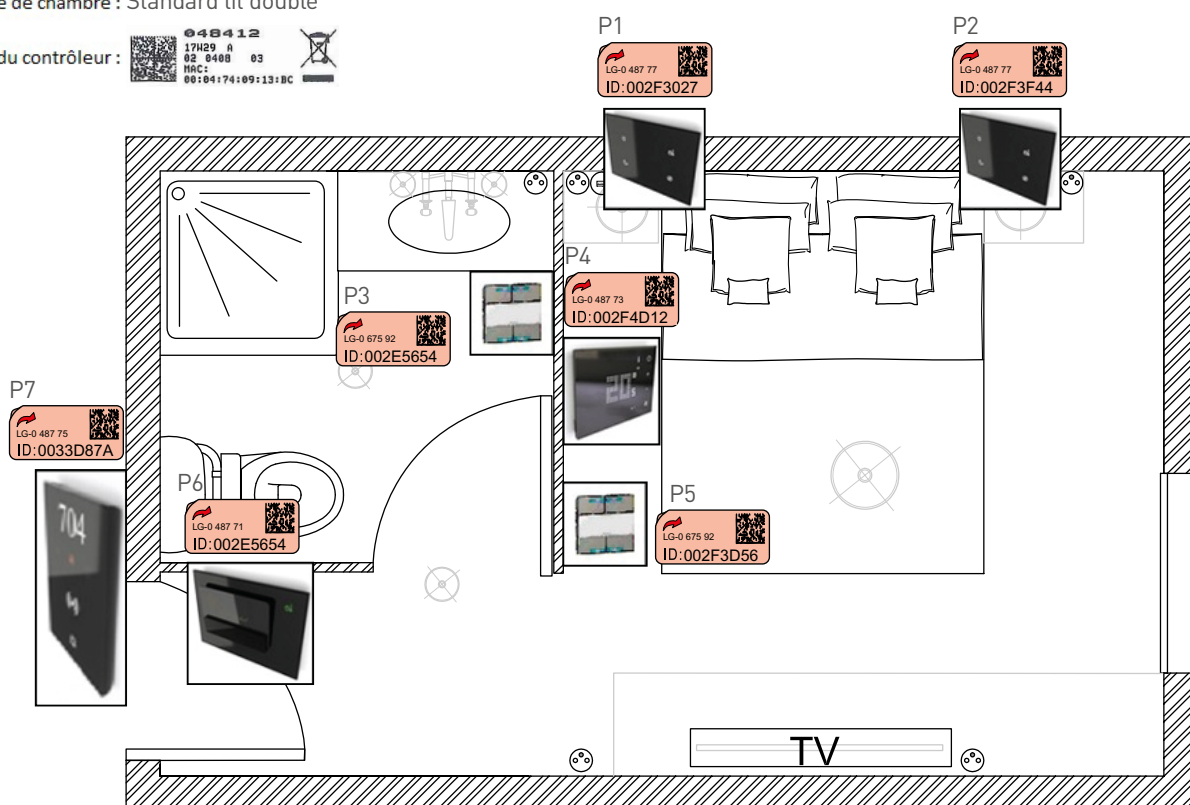 e de chambre : Standard lit double
du contrôleur :
048412
17W29 A
02 0408 03
MAC:
00:04:74:09:13:BC
P1
LG-0 487 77
ID:002F3027
P2
LG-0 487 77
ID:002F3F44
P3
LG-0 675 92
ID:002E5654
P4
LG-0 487 73
ID:002F4D12
20
P7
LG-0 487 75
ID:0033D87A
704
P6
LG-0 487 71
ID:002E5654
P5
LG-0 675 92
ID:002F3D56
TV